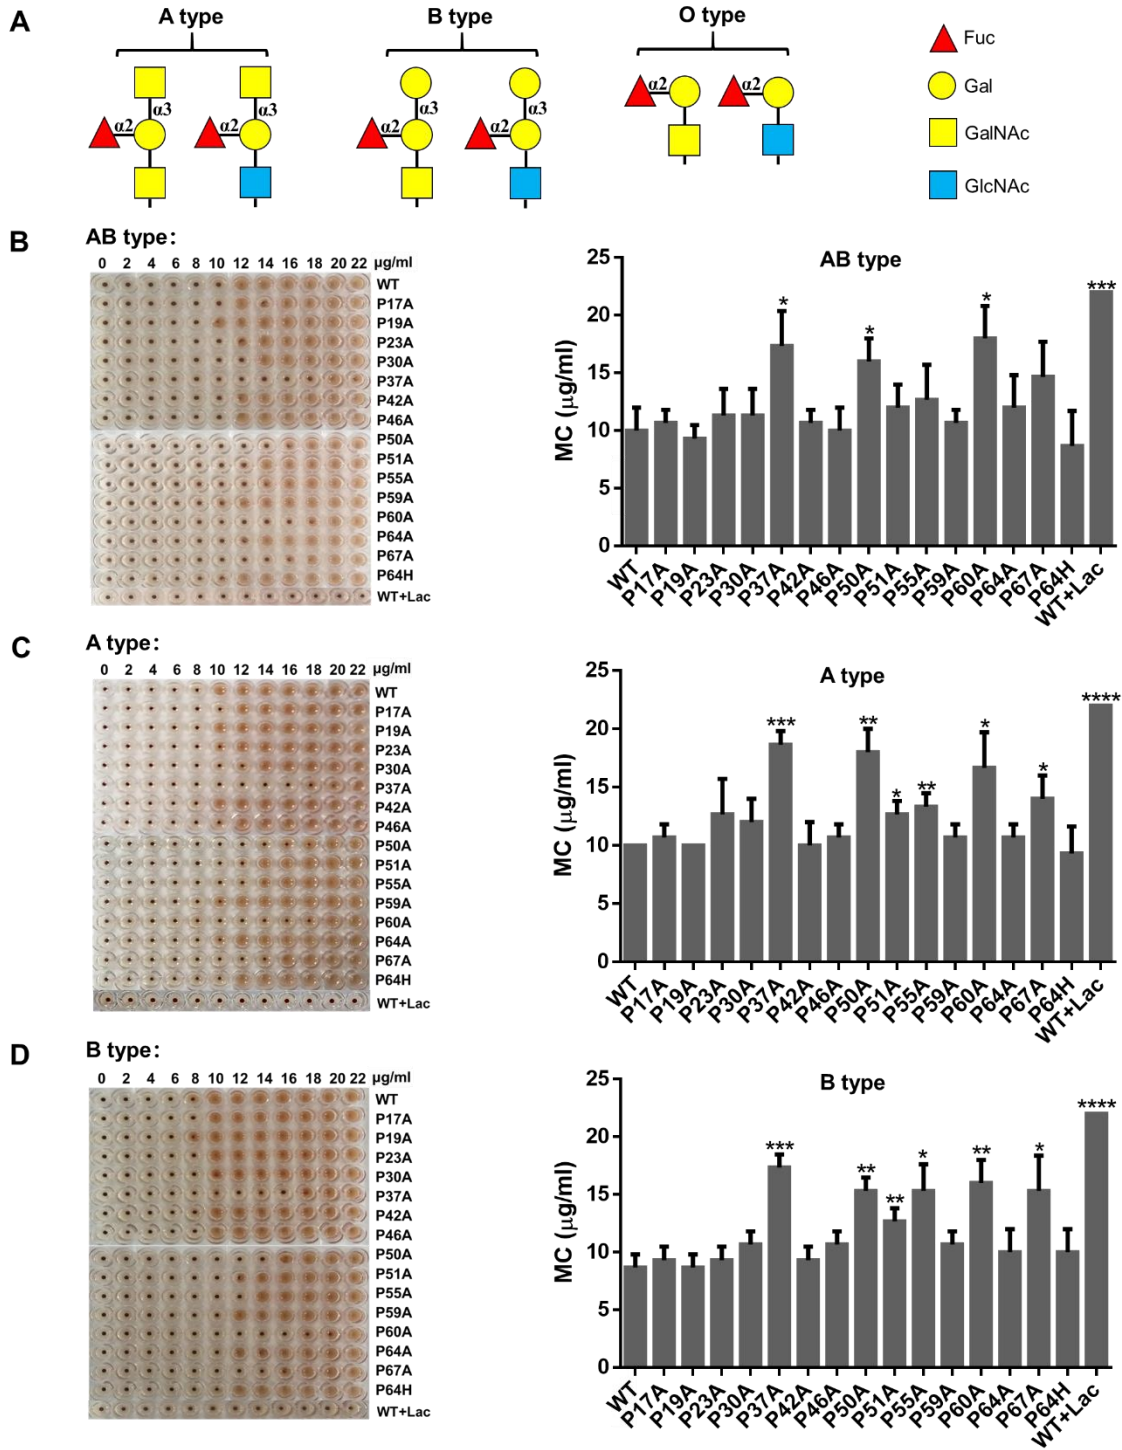 A
A type
B type
O type
α2
α3
α2
α3
α2
α3
α2
α3
α2
α2
Fuc
Gal
GalNAc
GlcNAc
B
AB type:
0 2 4 6 8 10 12 14 16 18 20 22 µg/ml
WT
P17A
P19A
P23A
P30A
P37A
P42A
P46A
P50A
P51A
P55A
P59A
P60A
P64A
P67A
P64H
WT+Lac
AB type
MC (µg/ml)
25
20
15
10
5
0
*
*
*
***
WT P17A P19A P23A P30A P37A P42A P46A P50A P51A P55A P59A P60A P64A P67A P64H WT+Lac
C
A type:
0 2 4 6 8 10 12 14 16 18 20 22 µg/ml
WT
P17A
P19A
P23A
P30A
P37A
P42A
P46A
P50A
P51A
P55A
P59A
P60A
P64A
P67A
P64H
WT+Lac
A type
MC (µg/ml)
25
20
15
10
5
0
***
**
*
**
*
*
****
WT P17A P19A P23A P30A P37A P42A P46A P50A P51A P55A P59A P60A P64A P67A P64H WT+Lac
D
B type:
0 2 4 6 8 10 12 14 16 18 20 22 µg/ml
WT
P17A
P19A
P23A
P30A
P37A
P42A
P46A
P50A
P51A
P55A
P59A
P60A
P64A
P67A
P64H
WT+Lac
B type
MC (µg/ml)
25
20
15
10
5
0
***
**
**
*
**
*
****
WT P17A P19A P23A P30A P37A P42A P46A P50A P51A P55A P59A P60A P64A P67A P64H WT+Lac